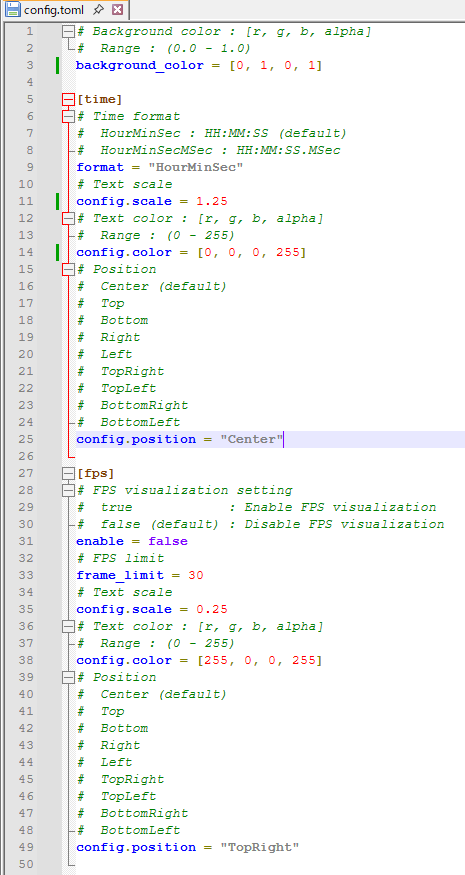 config.toml
1 # Background color : [r, g, b, alpha]
2 #  Range : (0.0 - 1.0)
3 background_color = [0, 1, 0, 1]
4
5 [time]
6 # Time format
7 #  HourMinSec : HH:MM:SS (default)
8 #  HourMinSecMSec : HH:MM:SS.MSec
9 format = "HourMinSec"
10 # Text scale
11 config.scale = 1.25
12 # Text color : [r, g, b, alpha]
13 #  Range : (0 - 255)
14 config.color = [0, 0, 0, 255]
15 # Position
16 #  Center (default)
17 #  Top
18 #  Bottom
19 #  Right
20 #  Left
21 #  TopRight
22 #  TopLeft
23 #  BottomRight
24 #  BottomLeft
25 config.position = "Center"
26
27 [fps]
28 # FPS visualization setting
29 #  true            : Enable FPS visualization
30 #  false (default) : Disable FPS visualization
31 enable = false
32 # FPS limit
33 frame_limit = 30
34 # Text scale
35 config.scale = 0.25
36 # Text color : [r, g, b, alpha]
37 #  Range : (0 - 255)
38 config.color = [255, 0, 0, 255]
39 # Position
40 #  Center (default)
41 #  Top
42 #  Bottom
43 #  Right
44 #  Left
45 #  TopRight
46 #  TopLeft
47 #  BottomRight
48 #  BottomLeft
49 config.position = "TopRight"
50